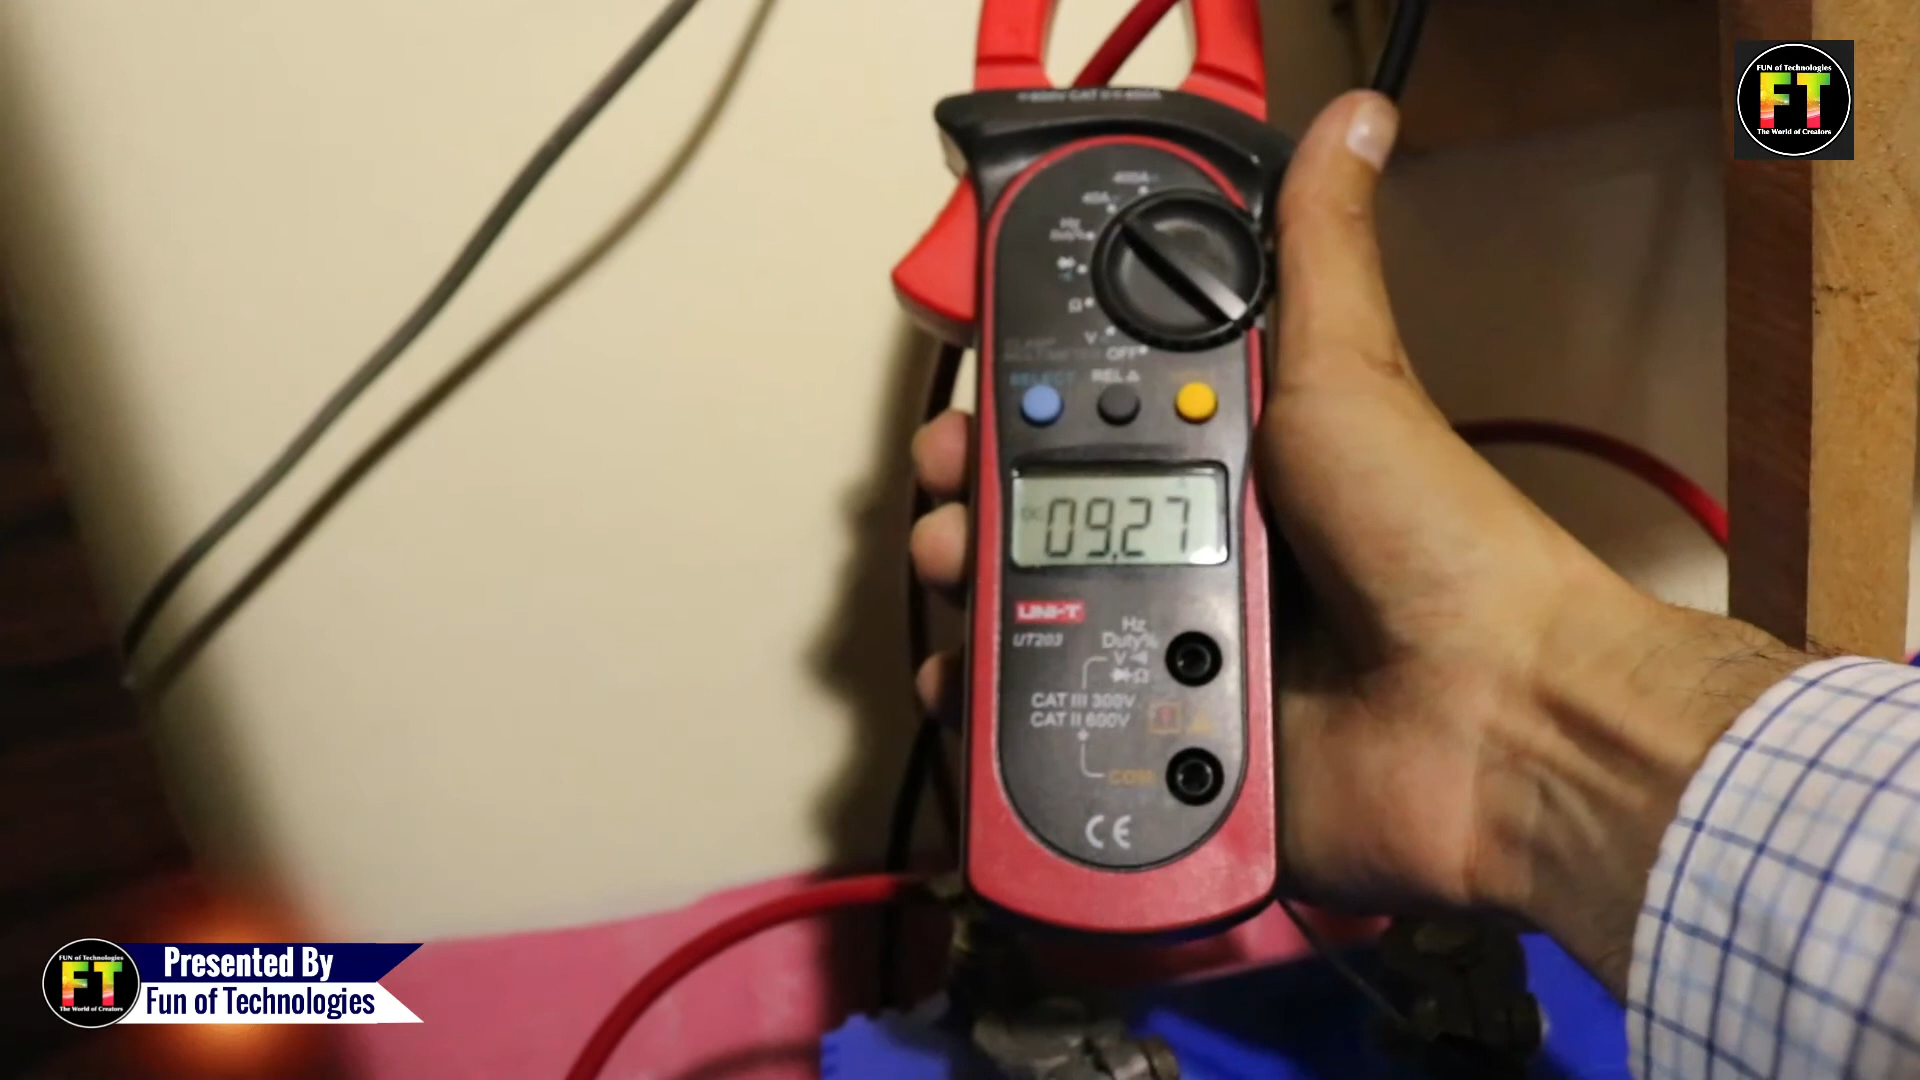 FUN of Technologies
FT
The World of Creators
400A
40A
Hz
Duty%
Ω
V
OFF
SELECT
REL Δ
DC
09.27
UNI-T
UT203
Hz
Duty%
V
Ω
CAT III 300V
CAT II 600V
COM
CE
FUN of Technologies
FT
The World of Creators
Presented By
Fun of Technologies